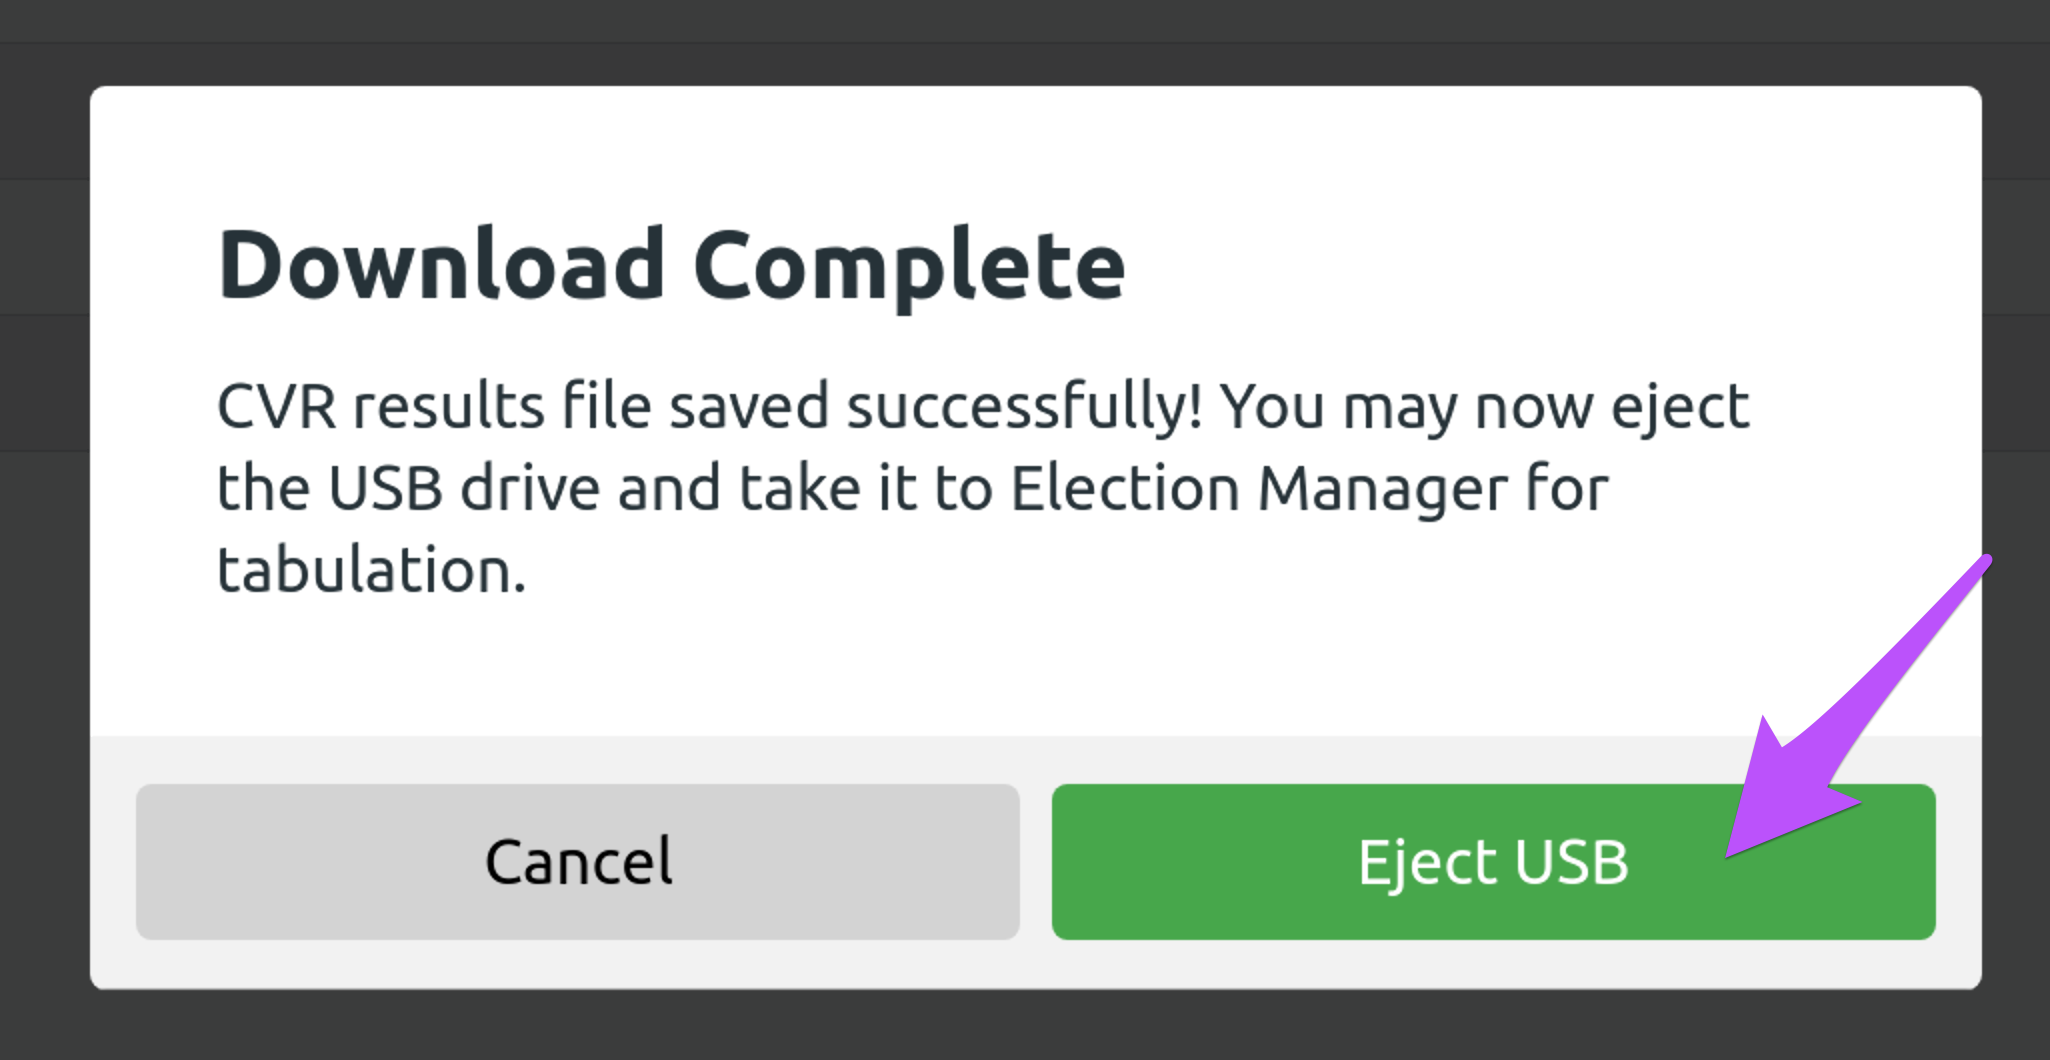 Download Complete
CVR results file saved successfully! You may now eject
the USB drive and take it to Election Manager for
tabulation.
Cancel
Eject USB